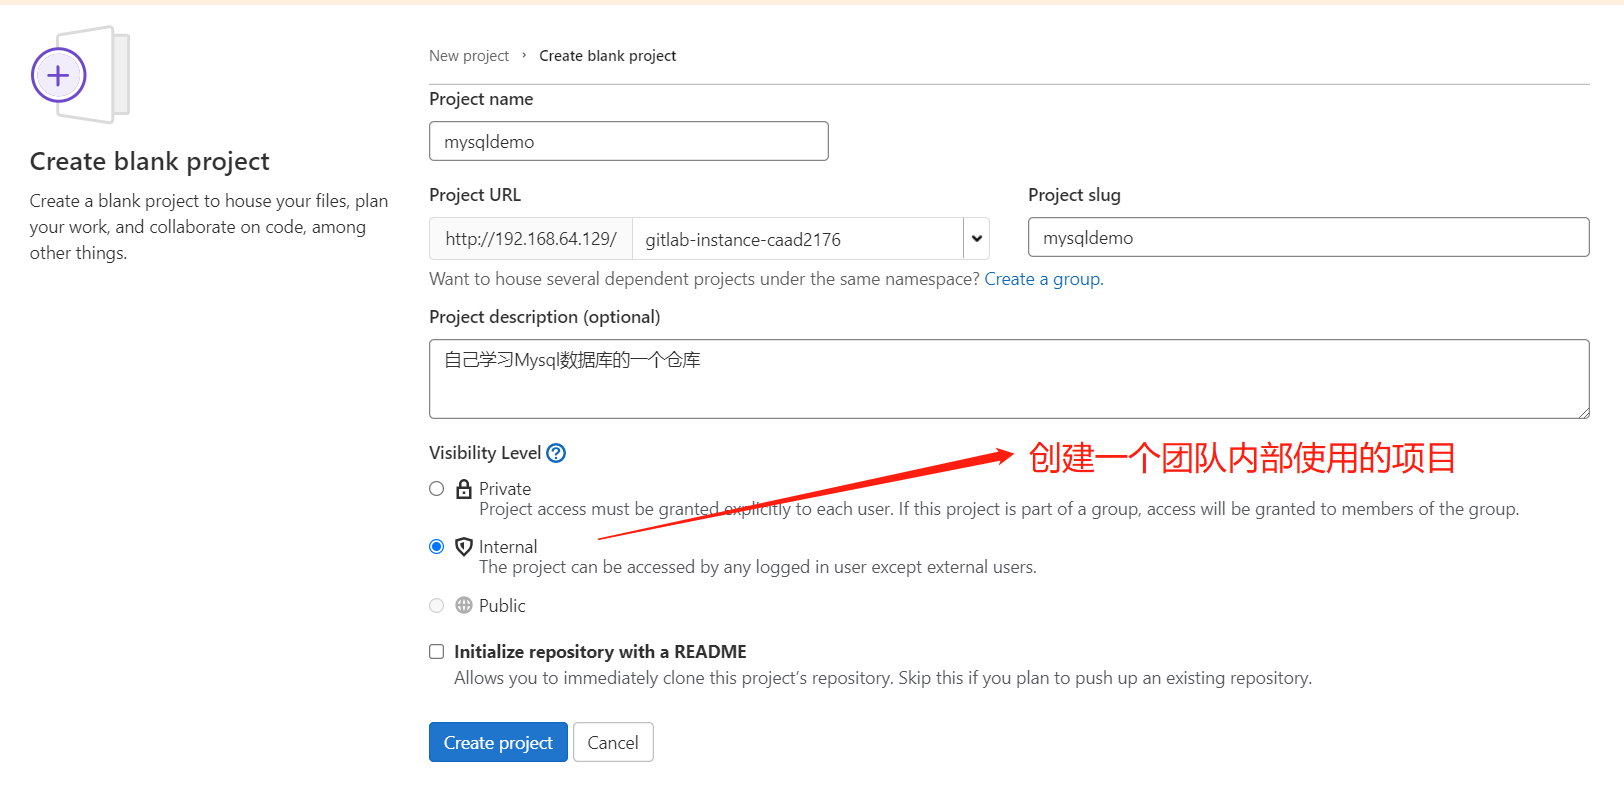 New project › Create blank project
Create blank project
Create a blank project to house your files, plan
your work, and collaborate on code, among
other things.
Project name
mysqldemo
Project URL
Project slug
http://192.168.64.129/
gitlab-instance-caad2176
mysqldemo
Want to house several dependent projects under the same namespace? Create a group.
Project description (optional)
自己学习Mysql数据库的一个仓库
Visibility Level
创建一个团队内部使用的项目
Private
Project access must be granted explicitly to each user. If this project is part of a group, access will be granted to members of the group.
Internal
The project can be accessed by any logged in user except external users.
Public
Initialize repository with a README
Allows you to immediately clone this project’s repository. Skip this if you plan to push up an existing repository.
Create project
Cancel